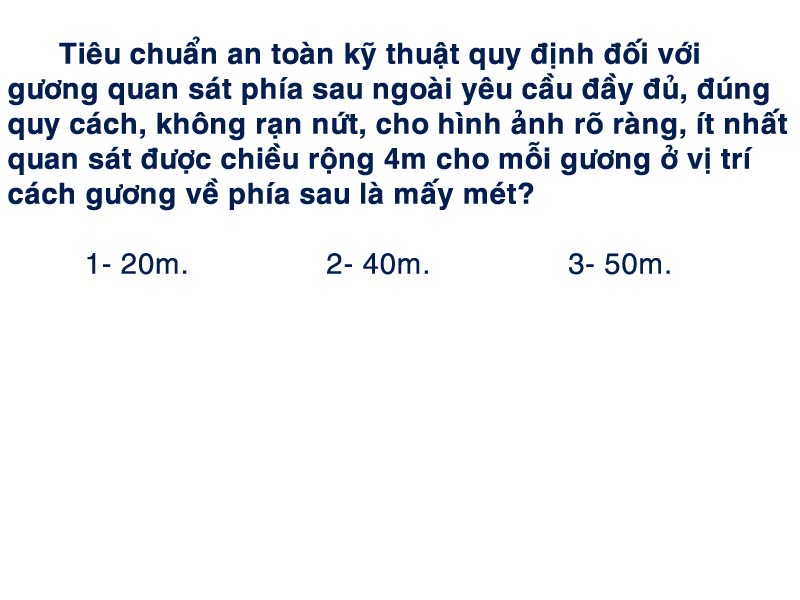 Tiêu chuẩn an toàn kỹ thuật quy định đối với
gương quan sát phía sau ngoài yêu cầu đầy đủ, đúng
quy cách, không rạn nứt, cho hình ảnh rõ ràng, ít nhất
quan sát được chiều rộng 4m cho mỗi gương ở vị trí
cách gương về phía sau là mấy mét?
1- 20m. 2- 40m. 3- 50m.